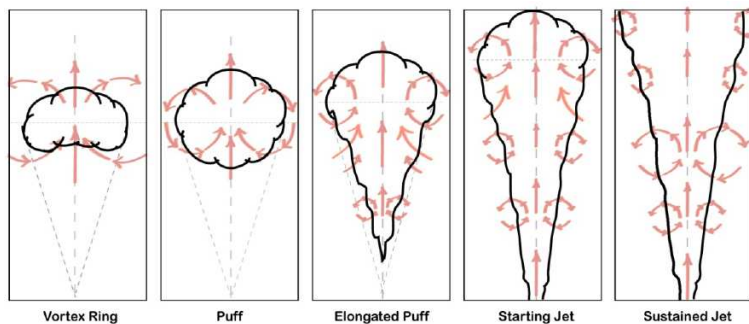 Vortex Ring
Puff
Elongated Puff
Starting Jet
Sustained Jet